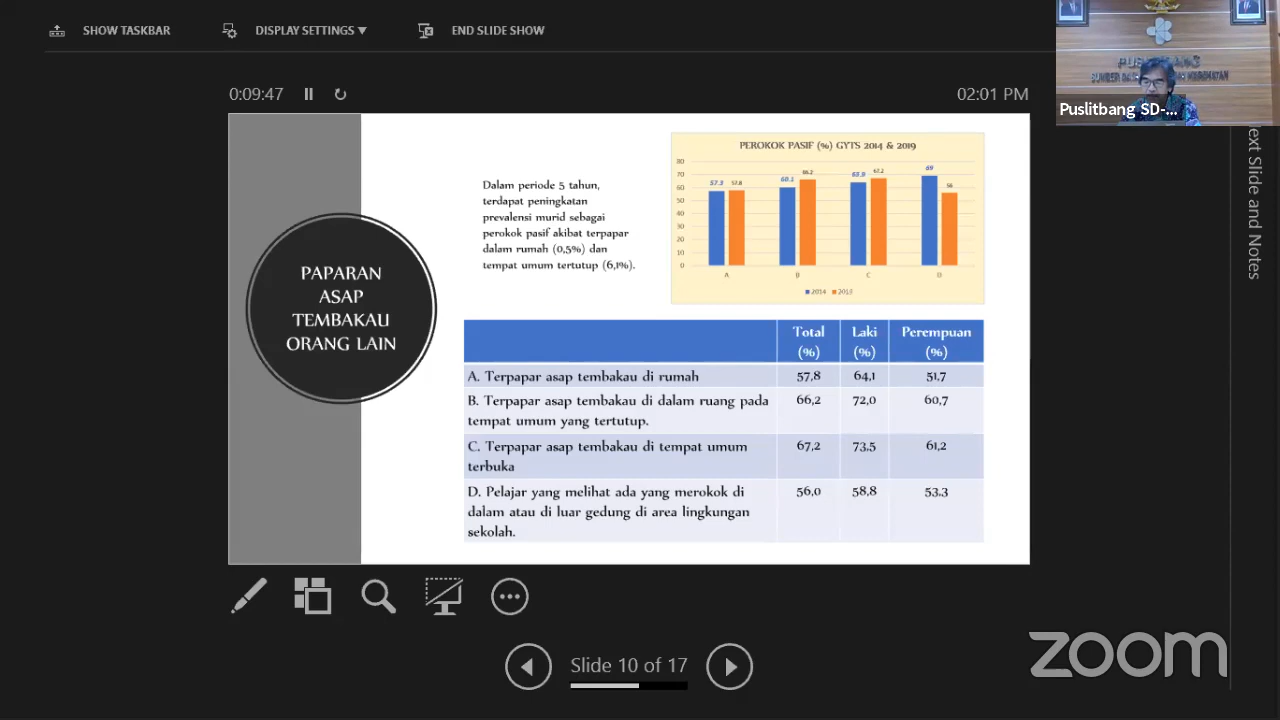 SHOW TASKBAR
DISPLAY SETTINGS
END SLIDE SHOW
0:09:47
02:01 PM
Puslitbang SD-...
SUMBER
KESEHATAN
ext Slide and Notes
PAPARAN
ASAP
TEMBAKAU
ORANG LAIN
Dalam periode 5 tahun,
terdapat peningkatan
prevalensi murid sebagai
perokok pasif akibat terpapar
dalam rumah (0,5%) dan
tempat umum tertutup (6,1%).
PEROKOK PASIF (%) GYTS 2014 & 2019
80
70
60
50
40
30
20
10
0
57.3 57.8
60.1 66.2
63.9 67.2
69 56
A B C D
2014
Total (%) Laki (%) Perempuan (%)
A. Terpapar asap tembakau di rumah 57,8 64,1 51,7
B. Terpapar asap tembakau di dalam ruang pada 66,2 72,0 60,7
tempat umum yang tertutup.
C. Terpapar asap tembakau di tempat umum 67,2 73,5 61,2
terbuka
D. Pelajar yang melihat ada yang merokok di 56,0 58,8 53,3
dalam atau di luar gedung di area lingkungan
sekolah.
Slide 10 of 17
zoom